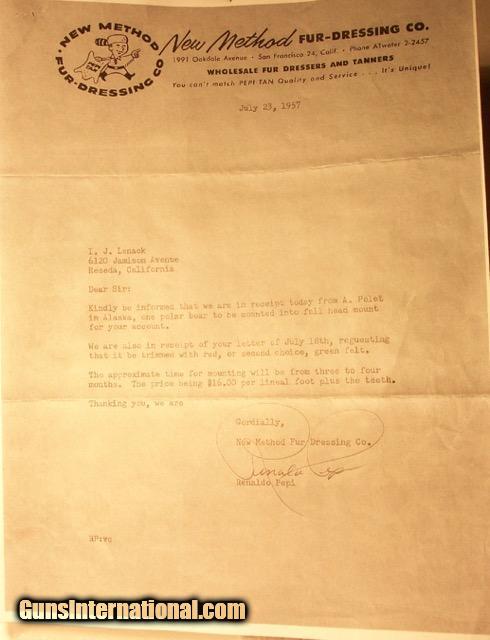 · NEW METHOD ·
FUR-DRESSING CO.
New Method FUR-DRESSING CO.
1991 Oakdale Avenue · San Francisco 24, Calif. · Phone ATwater 2-2457
WHOLESALE FUR DRESSERS AND TANNERS
You can't match PEPI TAN Quality and Service . . . It's Unique!
July 23, 1957
I. J. Lenack
6120 Jamison Avenue
Reseda, California
Dear Sir:
Kindly be informed that we are in receipt today from A. Polet
in Alaska, one polar bear to be mounted into full head mount
for your account.
We are also in receipt of your letter of July 18th, requesting
that it be trimmed with red, or second choice, green felt.
The approximate time for mounting will be from three to four
months. The price being $16.00 per lineal foot plus the teeth.
Thanking you, we are
Cordially,
New Method Fur Dressing Co.
Renaldo Pepi
RP:vc
GunsInternational.com